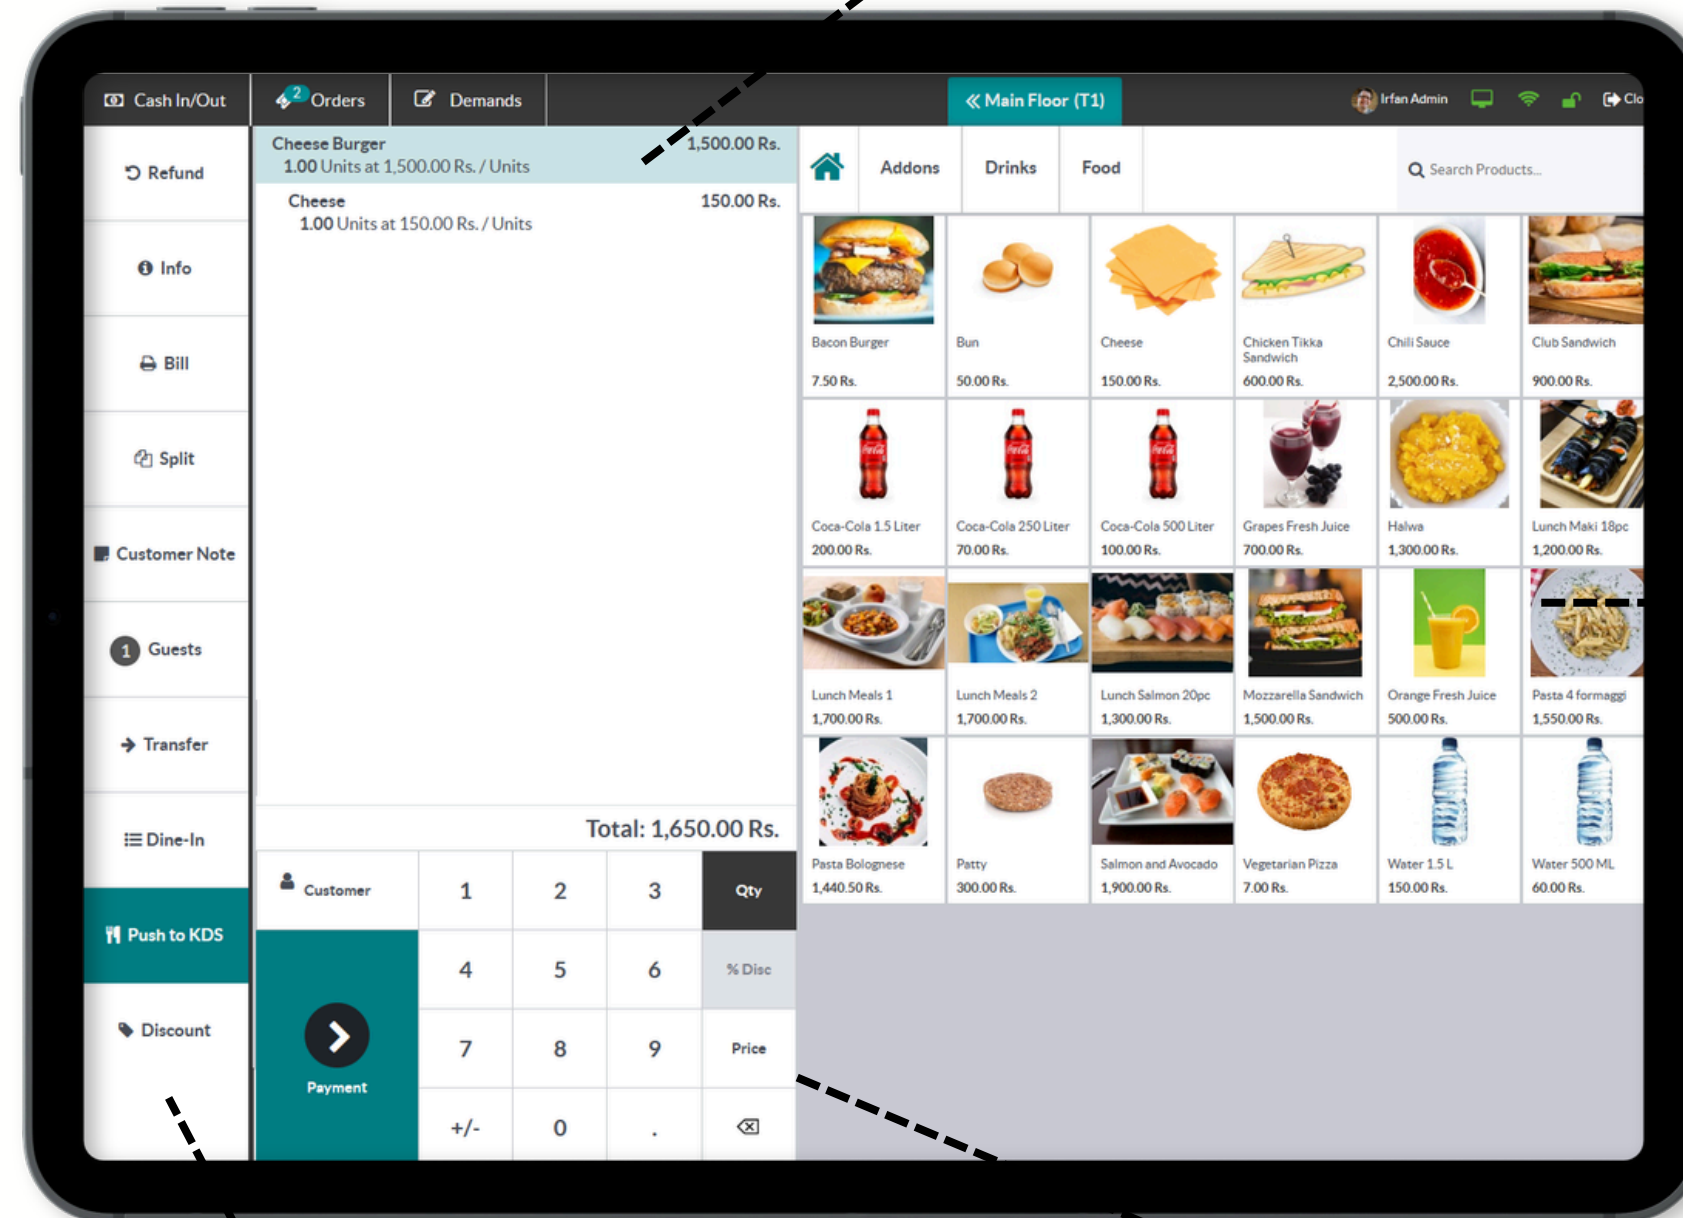 Cash In/Out
2 Orders
Demands
Main Floor (T1)
Irfan Admin
Clo
Refund
Info
Bill
Split
Customer Note
1 Guests
Transfer
Dine-In
Push to KDS
Discount
Cheese Burger 1,500.00 Rs.
1.00 Units at 1,500.00 Rs. / Units
Cheese 150.00 Rs.
1.00 Units at 150.00 Rs. / Units
Total: 1,650.00 Rs.
Customer 1 2 3 Qty
4 5 6 % Disc
7 8 9 Price
Payment
+/- 0 .
Addons Drinks Food
Search Products...
Bacon Burger
7.50 Rs.
Bun
50.00 Rs.
Cheese
150.00 Rs.
Chicken Tikka
Sandwich
600.00 Rs.
Chili Sauce
2,500.00 Rs.
Club Sandwich
900.00 Rs.
Coca-Cola
Coca-Cola 1.5 Liter
200.00 Rs.
Coca-Cola
Coca-Cola 250 Liter
70.00 Rs.
Coca-Cola
Coca-Cola 500 Liter
100.00 Rs.
Grapes Fresh Juice
700.00 Rs.
Halwa
1,300.00 Rs.
Lunch Maki 18pc
1,200.00 Rs.
Lunch Meals 1
1,700.00 Rs.
Lunch Meals 2
1,700.00 Rs.
Lunch Salmon 20pc
1,300.00 Rs.
Mozzarella Sandwich
1,500.00 Rs.
Orange Fresh Juice
500.00 Rs.
Pasta 4 formaggi
1,550.00 Rs.
Pasta Bolognese
1,440.50 Rs.
Patty
300.00 Rs.
Salmon and Avocado
1,900.00 Rs.
Vegetarian Pizza
7.00 Rs.
Water 1.5 L
150.00 Rs.
Water 500 ML
60.00 Rs.